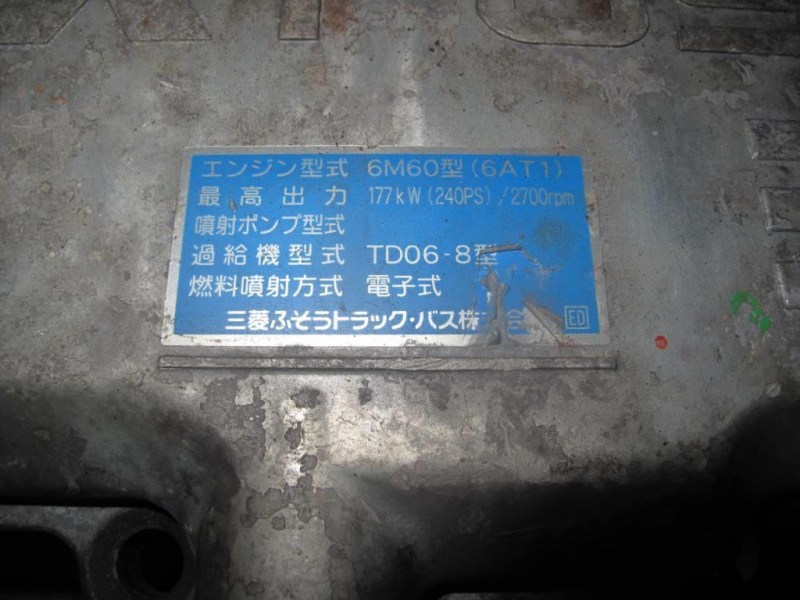 エンジン型式 6M60型(6AT1)
最高出力 177kW(240PS)/2700rpm
噴射ポンプ型式
過給機型式 TD06-8型
燃料噴射方式 電子式
三菱ふそうトラック・バス株 会 ED